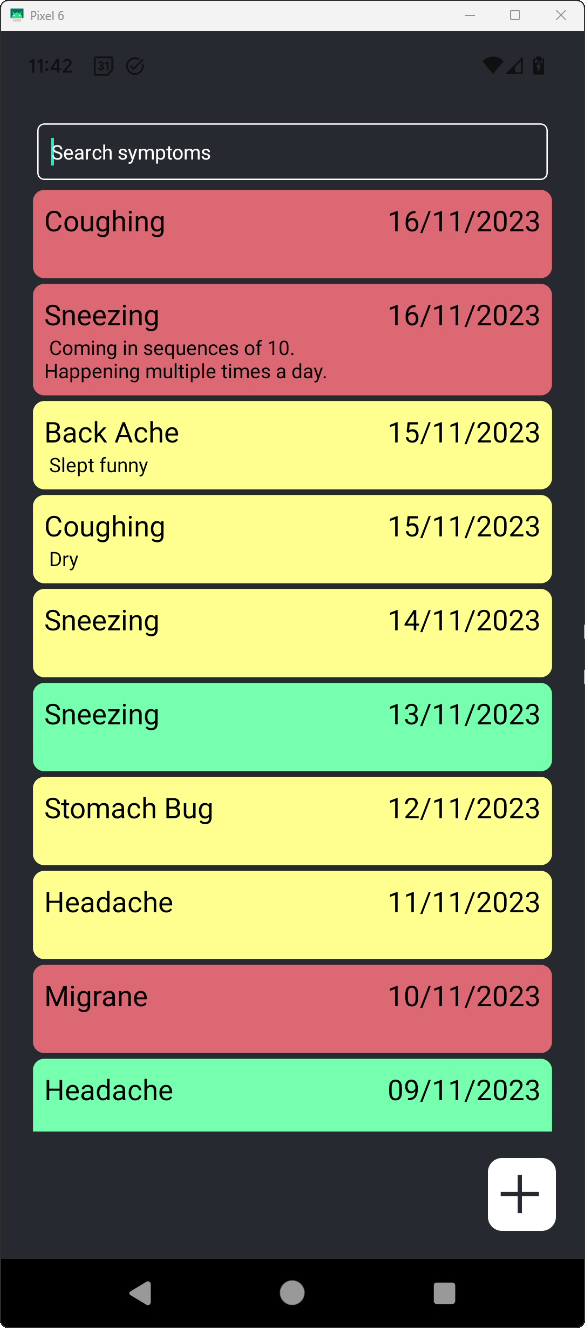 Pixel 6
11:42
31
Search symptoms
Coughing 16/11/2023
Sneezing 16/11/2023
Coming in sequences of 10.
Happening multiple times a day.
Back Ache 15/11/2023
Slept funny
Coughing 15/11/2023
Dry
Sneezing 14/11/2023
Sneezing 13/11/2023
Stomach Bug 12/11/2023
Headache 11/11/2023
Migrane 10/11/2023
Headache 09/11/2023